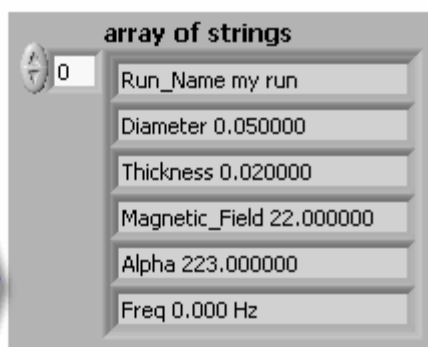 array of strings
0
Run_Name my run
Diameter 0.050000
Thickness 0.020000
Magnetic_Field 22.000000
Alpha 223.000000
Freq 0.000 Hz